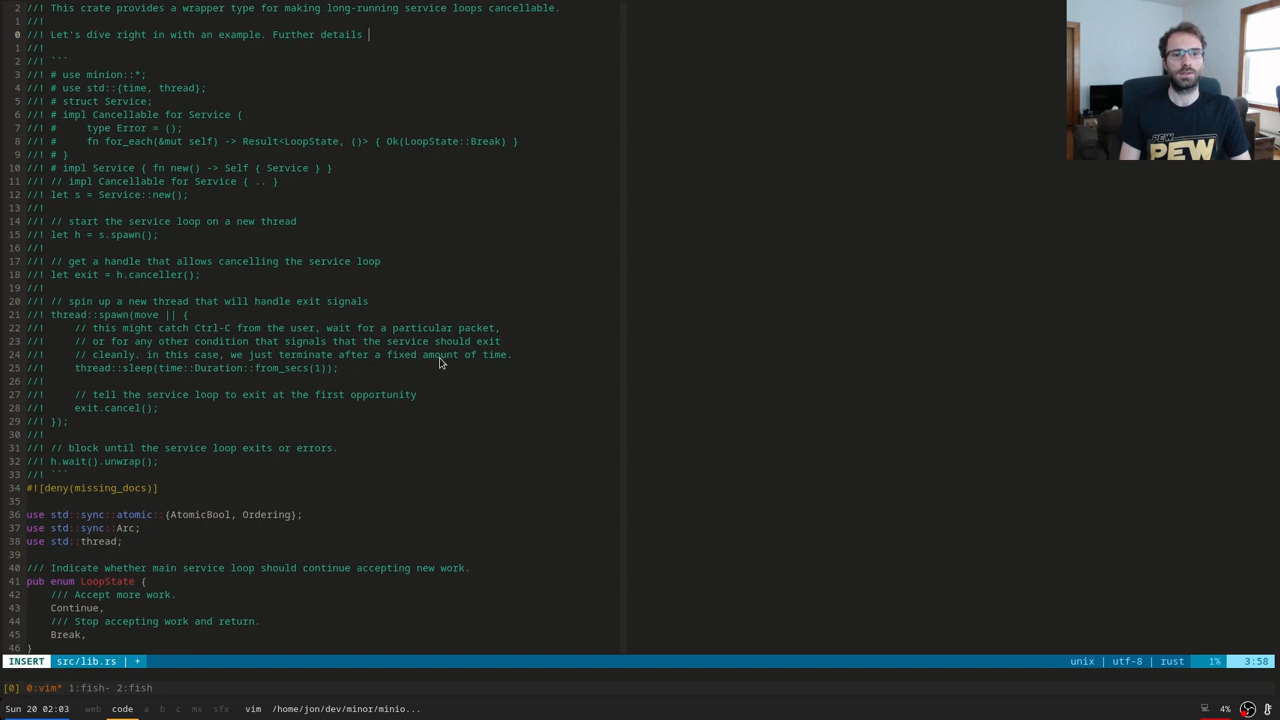 2 //! This crate provides a wrapper type for making long-running service loops cancellable.
1 //!
0 //! Let's dive right in with an example. Further details
1 //!
2 //! ```
3 //! # use minion::*;
4 //! # use std::{time, thread};
5 //! # struct Service;
6 //! # impl Cancellable for Service {
7 //! #     type Error = ();
8 //! #     fn for_each(&mut self) -> Result<LoopState, ()> { Ok(LoopState::Break) }
9 //! # }
10 //! # impl Service { fn new() -> Self { Service } }
11 //! // impl Cancellable for Service { .. }
12 //! let s = Service::new();
13 //!
14 //! // start the service loop on a new thread
15 //! let h = s.spawn();
16 //!
17 //! // get a handle that allows cancelling the service loop
18 //! let exit = h.canceller();
19 //!
20 //! // spin up a new thread that will handle exit signals
21 //! thread::spawn(move || {
22 //!     // this might catch Ctrl-C from the user, wait for a particular packet,
23 //!     // or for any other condition that signals that the service should exit
24 //!     // cleanly. in this case, we just terminate after a fixed amount of time.
25 //!     thread::sleep(time::Duration::from_secs(1));
26 //!
27 //!     // tell the service loop to exit at the first opportunity
28 //!     exit.cancel();
29 //! });
30 //!
31 //! // block until the service loop exits or errors.
32 //! h.wait().unwrap();
33 //! ```
34 #![deny(missing_docs)]
35
36 use std::sync::atomic::{AtomicBool, Ordering};
37 use std::sync::Arc;
38 use std::thread;
39
40 /// Indicate whether main service loop should continue accepting new work.
41 pub enum LoopState {
42     /// Accept more work.
43     Continue,
44     /// Stop accepting work and return.
45     Break,
46 }
INSERT src/lib.rs | + unix | utf-8 | rust 1% 3:58
[0] 0:vim* 1:fish- 2:fish
Sun 20 02:03 web code a b c mx sfx vim /home/jon/dev/minor/minio... 4%
PEW PEW
PEW